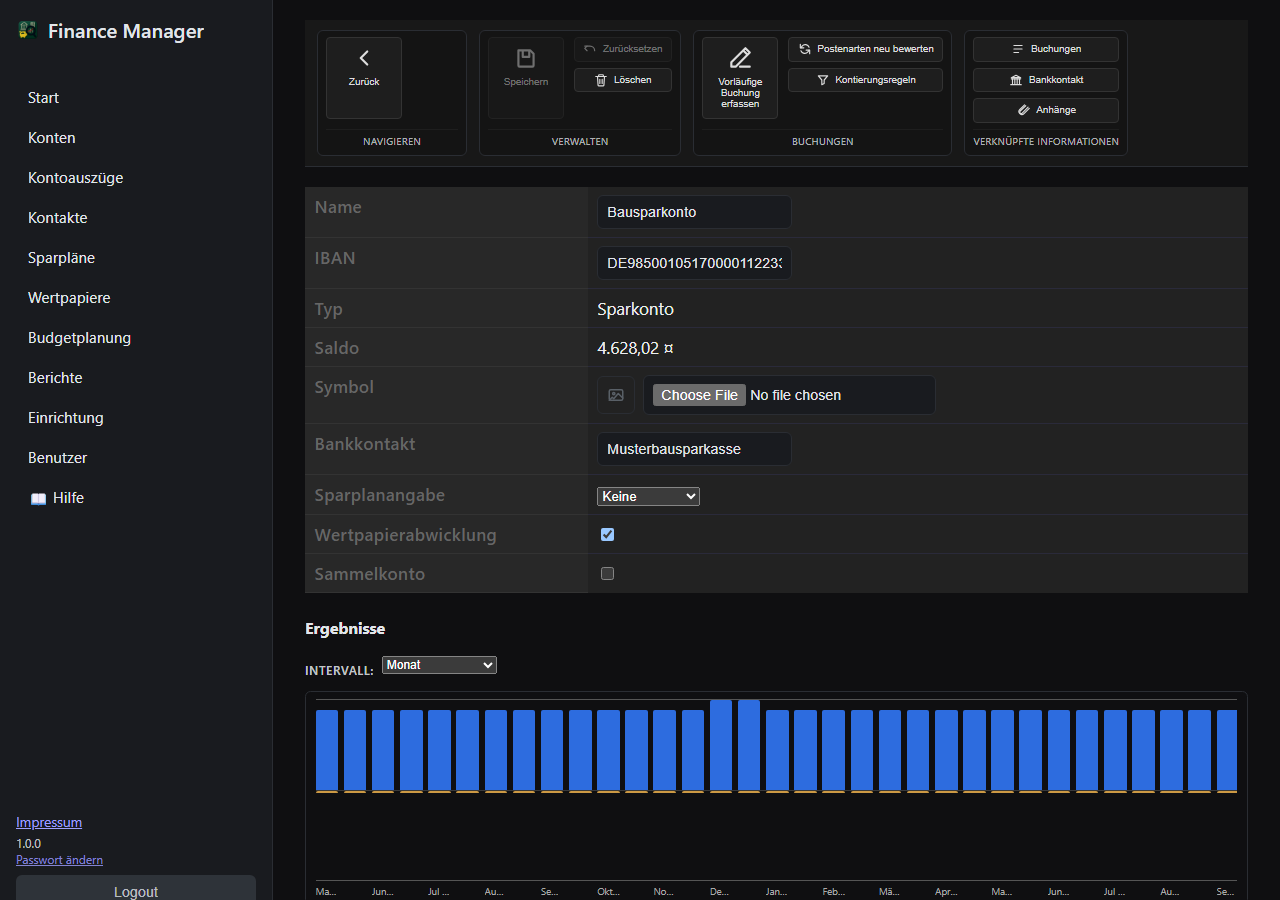 Finance Manager
Start
Konten
Kontoauszüge
Kontakte
Sparpläne
Wertpapiere
Budgetplanung
Berichte
Einrichtung
Benutzer
Hilfe
Impressum
1.0.0
Passwort ändern
Logout
Zurück
NAVIGIEREN
Speichern
Zurücksetzen
Löschen
VERWALTEN
Vorläufige
Buchung
erfassen
Postenarten neu bewerten
Kontierungsregeln
BUCHUNGEN
Buchungen
Bankkontakt
Anhänge
VERKNÜPFTE INFORMATIONEN
Name Bausparkonto
IBAN DE98500105170000112233
Typ Sparkonto
Saldo 4.628,02 ¤
Symbol Choose File No file chosen
Bankkontakt Musterbausparkasse
Sparplanangabe Keine
Wertpapierabwicklung
Sammelkonto
Ergebnisse
INTERVALL: Monat
Ma... Jun... Jul ... Au... Se... Okt... No... De... Jan... Feb... Mä... Apr... Ma... Jun... Jul ... Au... Se...